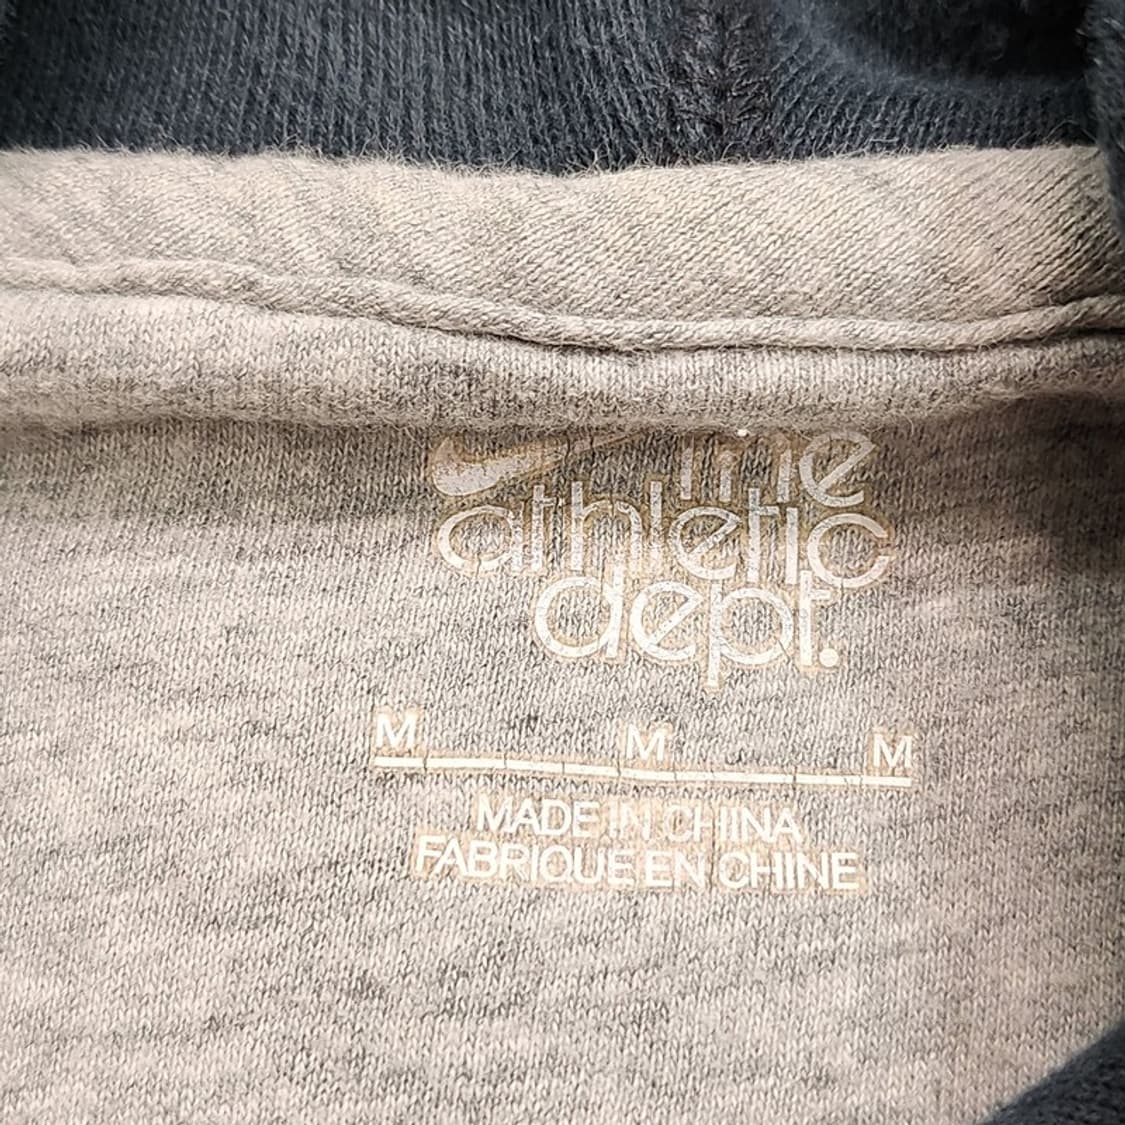 the
athletic
dept.
M M M
MADE IN CHINA
FABRIQUE EN CHINE